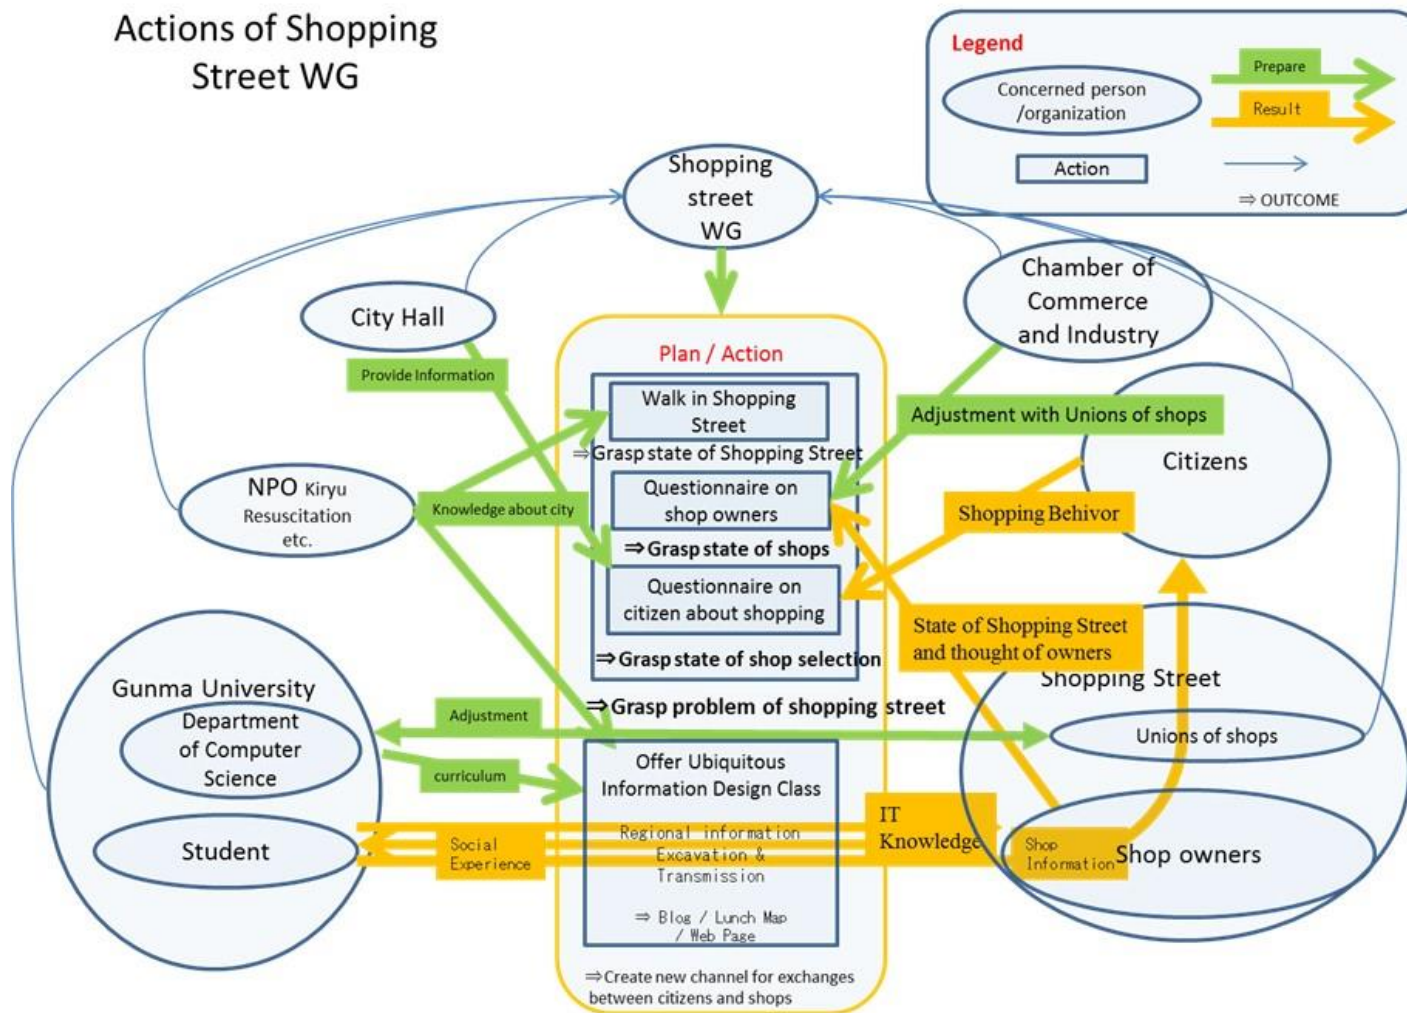 Actions of Shopping
Street WG
Legend
Concerned person
/organization
Prepare
Result
Action
⇒ OUTCOME
Shopping
street
WG
City Hall
Provide Information
Chamber of
Commerce
and Industry
Adjustment with Unions of shops
Citizens
Shopping Behivor
NPO Kiryu
Resuscitation
etc.
Knowledge about city
Plan / Action
Walk in Shopping
Street
⇒Grasp state of Shopping Street
Questionnaire on
shop owners
⇒Grasp state of shops
Questionnaire on
citizen about shopping
⇒Grasp state of shop selection
⇒Grasp problem of shopping street
State of Shopping Street
and thought of owners
Shopping Street
Unions of shops
Shop owners
Gunma University
Department
of Computer
Science
Student
Adjustment
curriculum
Offer Ubiquitous
Information Design Class
Regional information
Excavation &
Transmission
⇒ Blog / Lunch Map
/ Web Page
⇒Create new channel for exchanges
between citizens and shops
Social
Experience
IT
Knowledge
Shop
Information